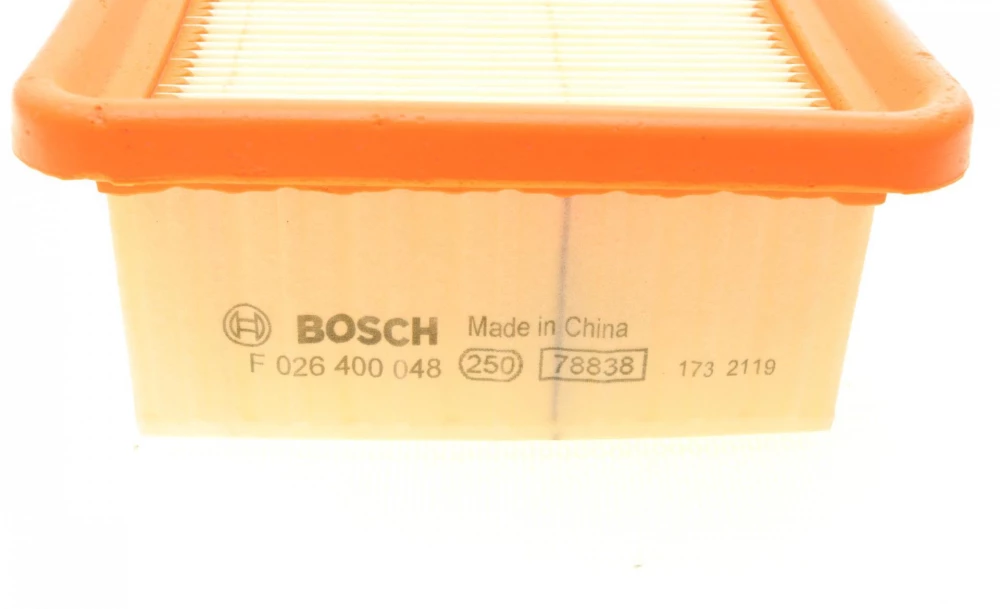 BOSCH Made in China
F 026 400 048 250 78838 173 2119